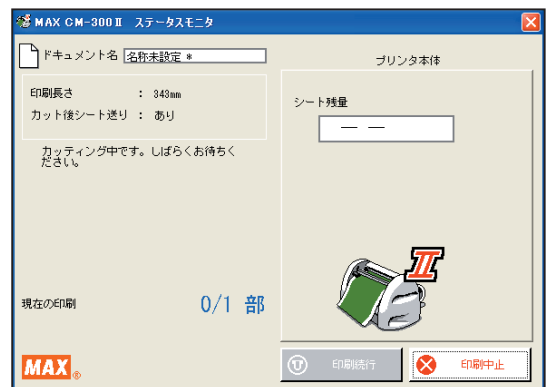 MAX CM-300Ⅱ ステータスモニタ
ドキュメント名 名称未設定 *
印刷長さ : 343mm
カット後シート送り : あり
カッティング中です。しばらくお待ちく
ださい。
現在の印刷 0/1 部
MAX®
プリンタ本体
シート残量
— —
Ⅱ
印刷続行
印刷中止